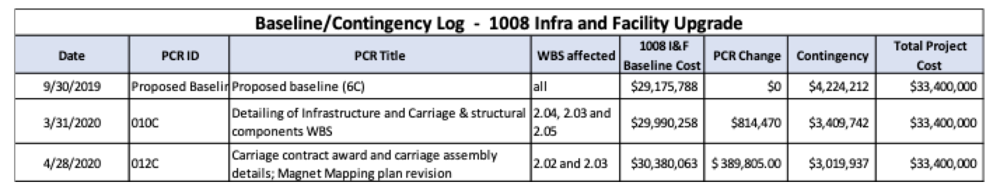 Baseline/Contingency Log - 1008 Infra and Facility Upgrade
Date PCR ID PCR Title WBS affected 1008 I&F Baseline Cost PCR Change Contingency Total Project Cost
9/30/2019 Proposed Baselin Proposed baseline (6C) all $29,175,788 $0 $4,224,212 $33,400,000
3/31/2020 010C Detailing of Infrastructure and Carriage & structural components WBS 2.04, 2.03 and 2.05 $29,990,258 $814,470 $3,409,742 $33,400,000
4/28/2020 012C Carriage contract award and carriage assembly details; Magnet Mapping plan revision 2.02 and 2.03 $30,380,063 $ 389,805.00 $3,019,937 $33,400,000